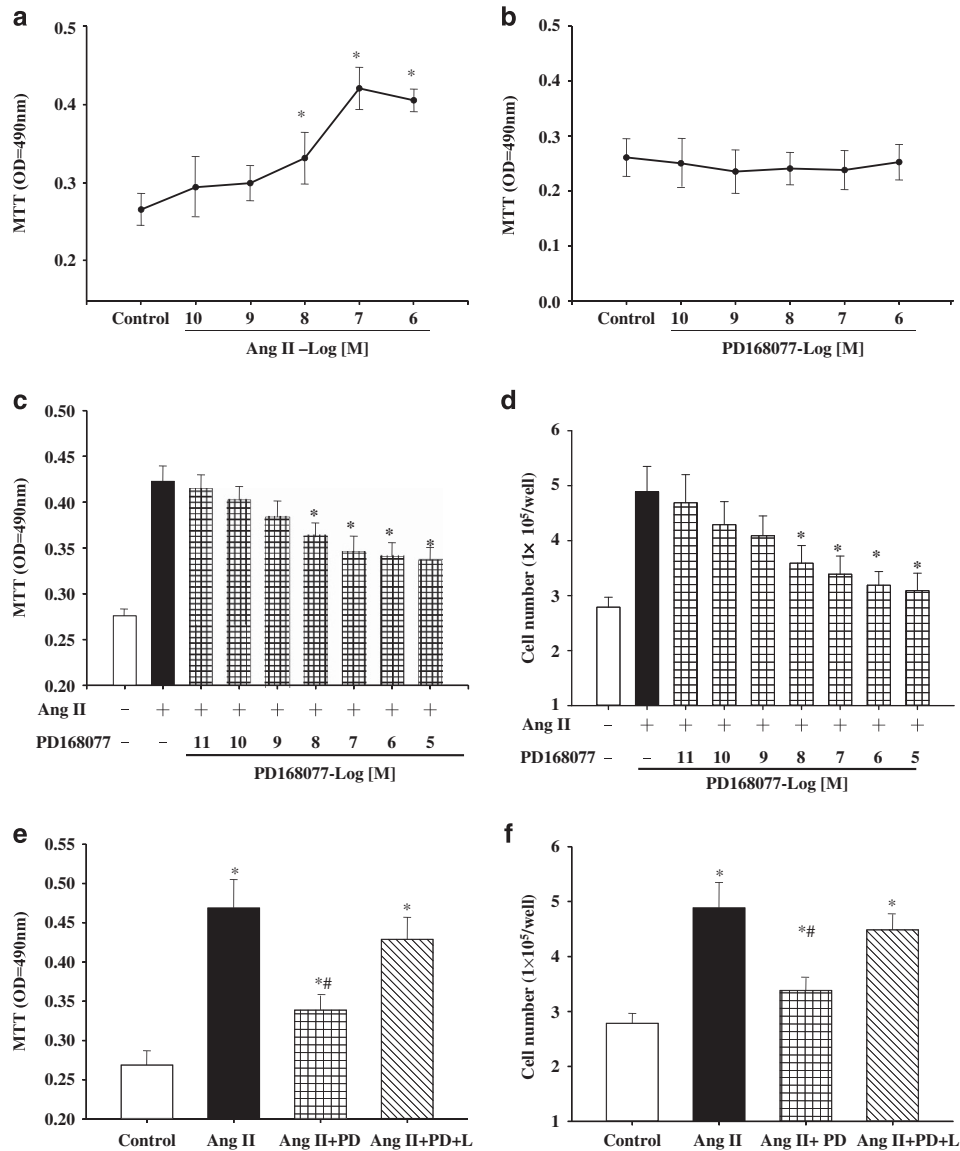 a
0.5
0.4
0.3
0.2
MTT (OD=490nm)
*
*
*
Control 10 9 8 7 6
Ang II –Log [M]
b
0.5
0.4
0.3
0.2
0.1
0.0
MTT (OD=490nm)
Control 10 9 8 7 6
PD168077-Log [M]
c
0.50
0.45
0.40
0.35
0.30
0.25
0.20
MTT (OD=490nm)
* * * *
Ang II – + + + + + + + +
PD168077 – – 11 10 9 8 7 6 5
PD168077-Log [M]
d
6
5
4
3
2
1
Cell number (1× 10⁵/well)
* * * *
Ang II – + + + + + + + +
PD168077 – – 11 10 9 8 7 6 5
PD168077-Log [M]
e
0.55
0.50
0.45
0.40
0.35
0.30
0.25
0.20
MTT (OD=490nm)
*
*#
*
Control Ang II Ang II+PD Ang II+PD+L
f
6
5
4
3
2
1
Cell number (1×10⁵/well)
*
*#
*
Control Ang II Ang II+ PD Ang II+PD+L